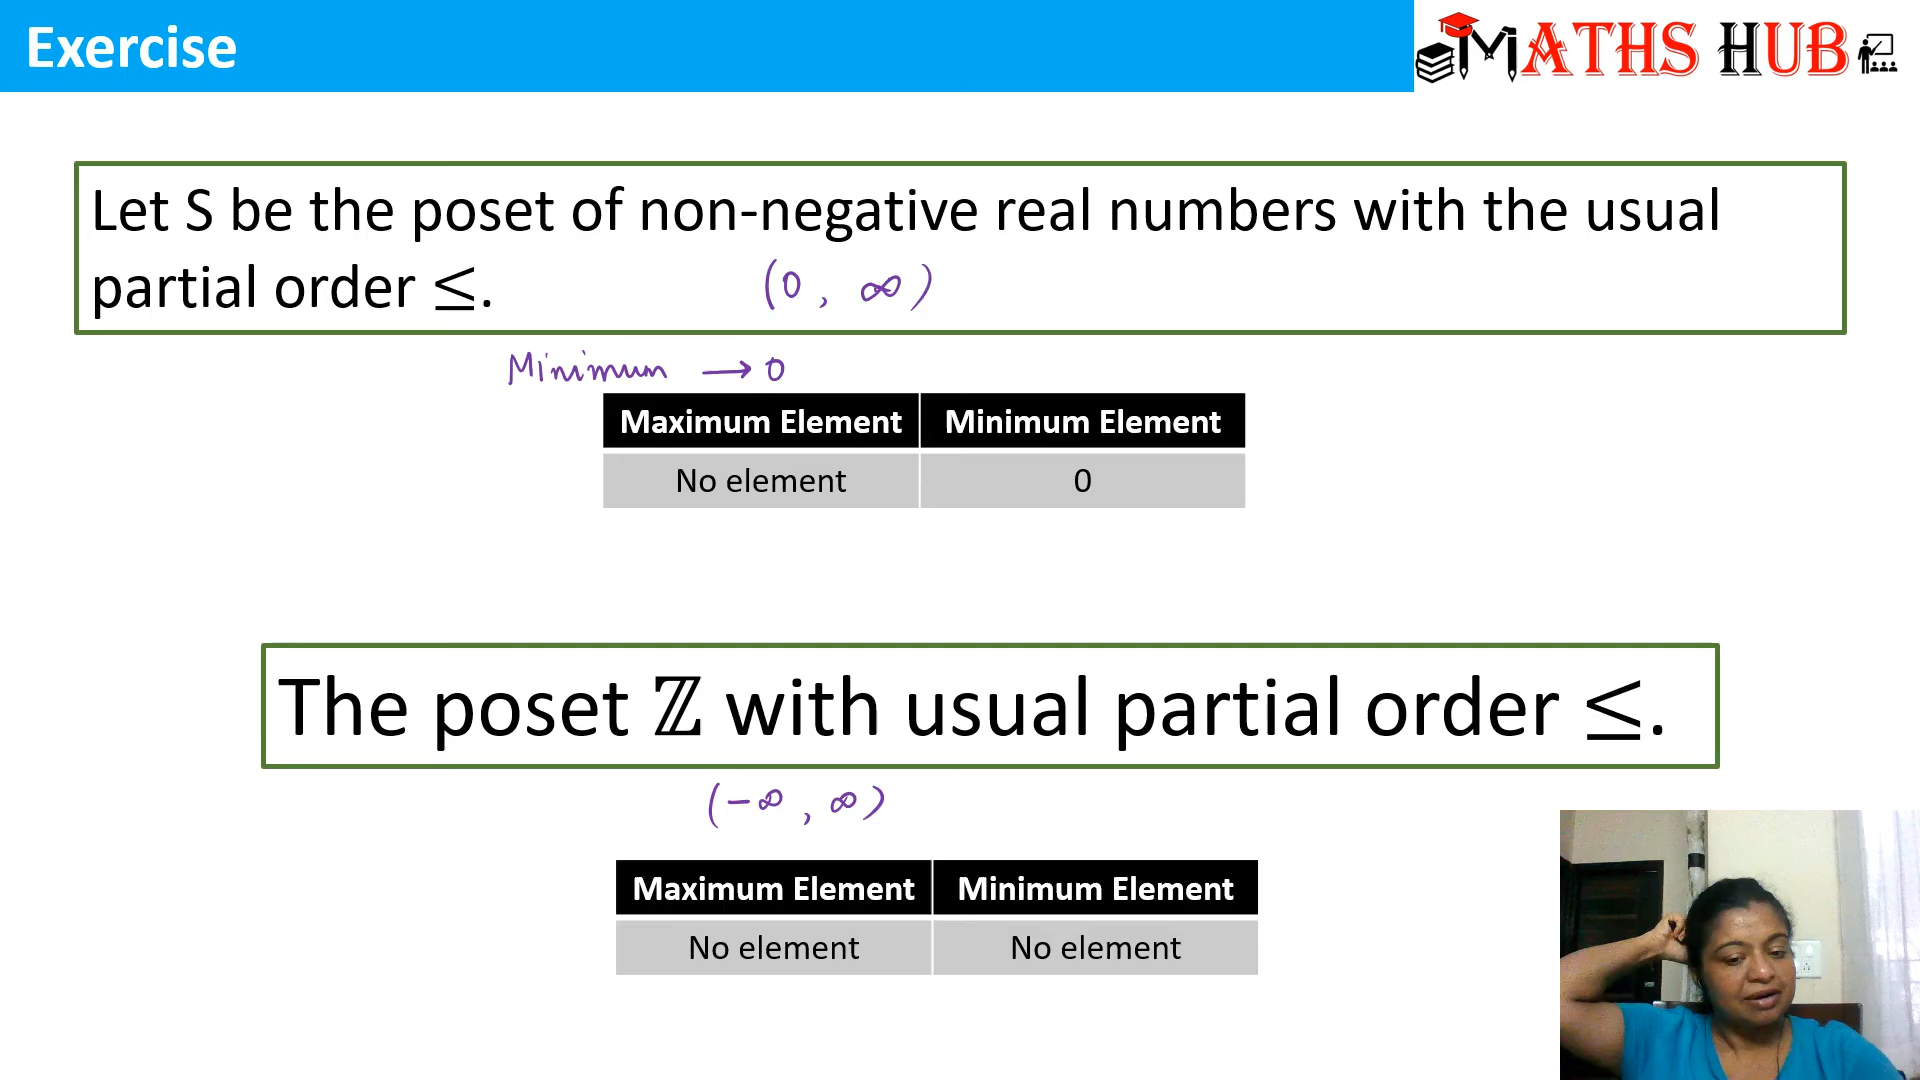 Exercise
MATHS HUB
Let S be the poset of non-negative real numbers with the usual
partial order ≤.
(0, ∞)
Minimum → 0
Maximum Element Minimum Element
No element 0
The poset ℤ with usual partial order ≤.
(-∞, ∞)
Maximum Element Minimum Element
No element No element